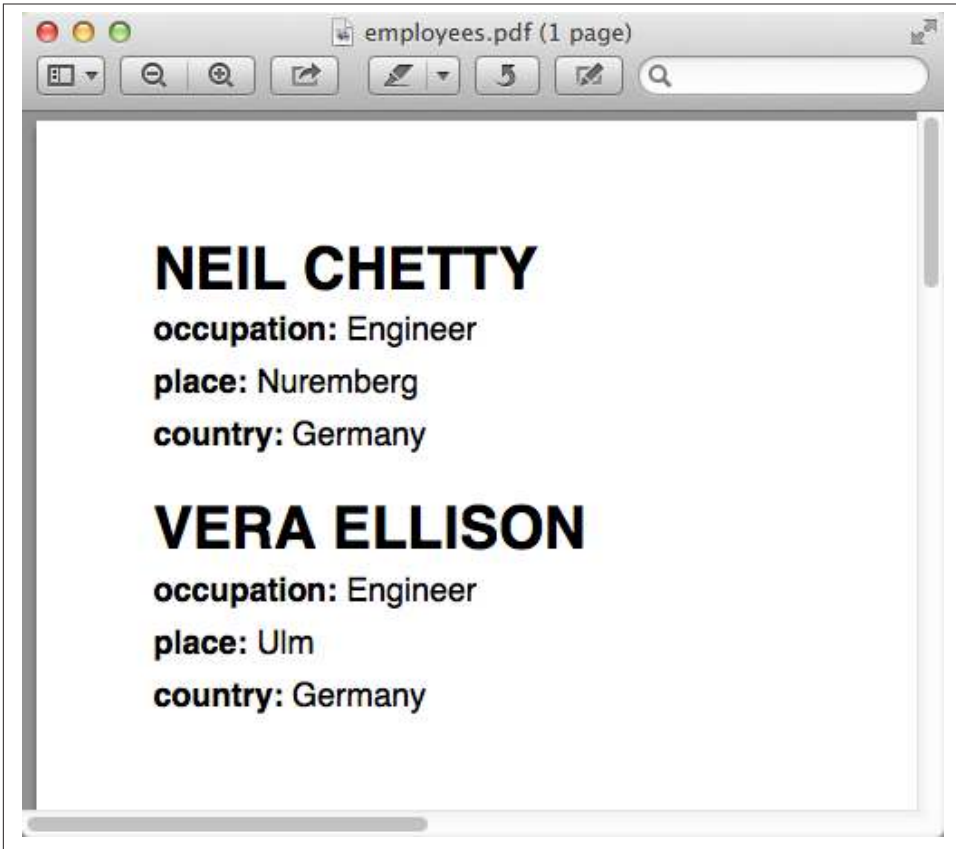 employees.pdf (1 page)
NEIL CHETTY
occupation: Engineer
place: Nuremberg
country: Germany
VERA ELLISON
occupation: Engineer
place: Ulm
country: Germany